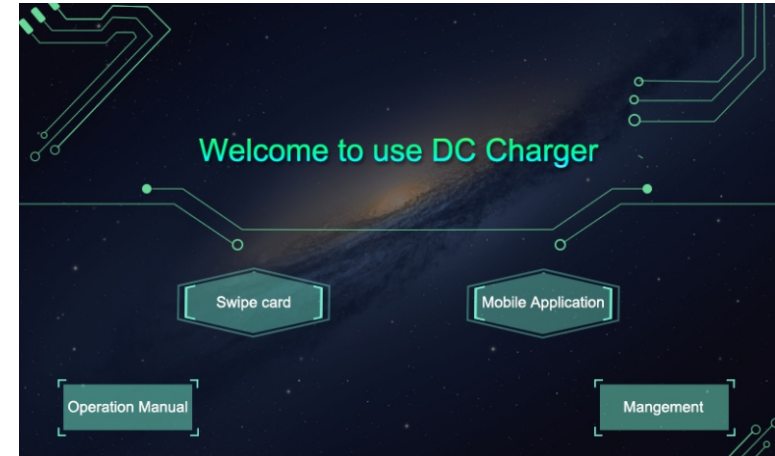 Welcome to use DC Charger
Swipe card
Mobile Application
Operation Manual
Mangement